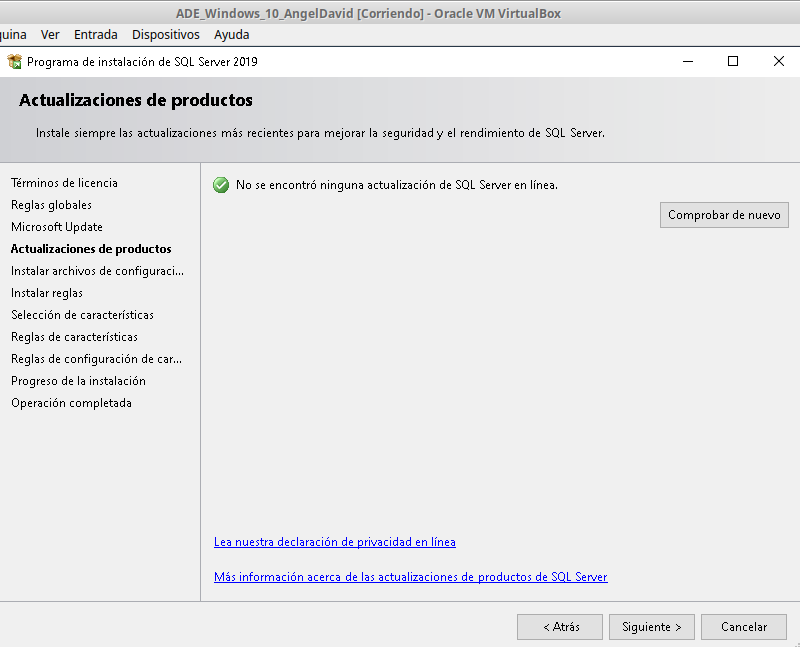 ADE_Windows_10_AngelDavid [Corriendo] - Oracle VM VirtualBox
quina Ver Entrada Dispositivos Ayuda
Programa de instalación de SQL Server 2019
Actualizaciones de productos
Instale siempre las actualizaciones más recientes para mejorar la seguridad y el rendimiento de SQL Server.
Términos de licencia
Reglas globales
Microsoft Update
Actualizaciones de productos
Instalar archivos de configuraci...
Instalar reglas
Selección de características
Reglas de características
Reglas de configuración de car...
Progreso de la instalación
Operación completada
No se encontró ninguna actualización de SQL Server en línea.
Comprobar de nuevo
Lea nuestra declaración de privacidad en línea
Más información acerca de las actualizaciones de productos de SQL Server
< Atrás Siguiente > Cancelar